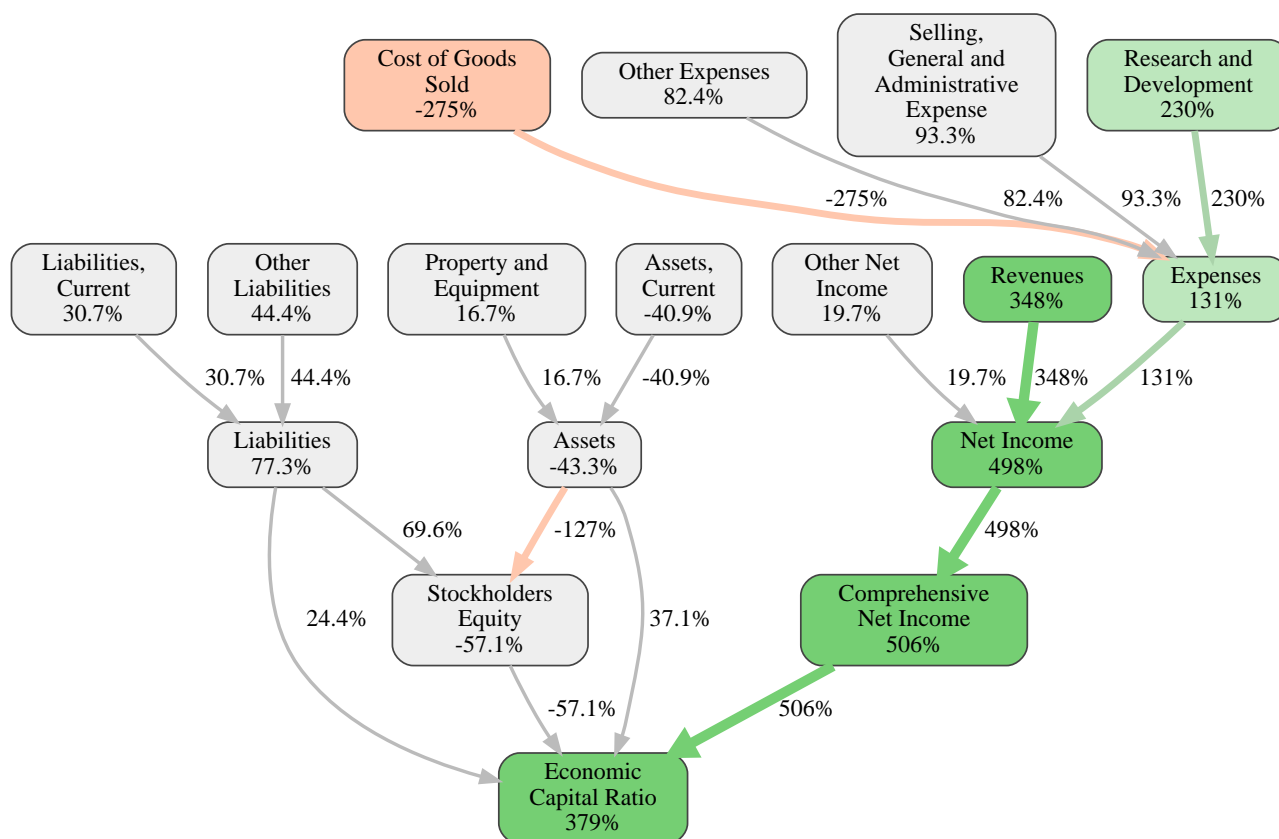 Cost of Goods
Sold
-275%
Other Expenses
82.4%
Selling,
General and
Administrative
Expense
93.3%
Research and
Development
230%
-275%
82.4%
93.3%
230%
Liabilities,
Current
30.7%
Other
Liabilities
44.4%
Property and
Equipment
16.7%
Assets,
Current
-40.9%
Other Net
Income
19.7%
Revenues
348%
Expenses
131%
30.7%
44.4%
16.7%
-40.9%
19.7%
348%
131%
Liabilities
77.3%
Assets
-43.3%
Net Income
498%
69.6%
-127%
498%
24.4%
Stockholders
Equity
-57.1%
37.1%
Comprehensive
Net Income
506%
-57.1%
506%
Economic
Capital Ratio
379%